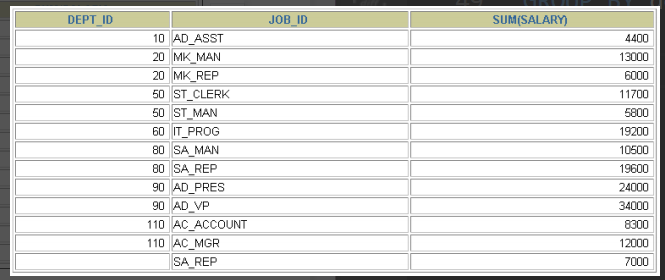 GROUP BY
DEPT_ID JOB_ID SUM(SALARY)
10 AD_ASST 4400
20 MK_MAN 13000
20 MK_REP 6000
50 ST_CLERK 11700
50 ST_MAN 5800
60 IT_PROG 19200
80 SA_MAN 10500
80 SA_REP 19600
90 AD_PRES 24000
90 AD_VP 34000
110 AC_ACCOUNT 8300
110 AC_MGR 12000
SA_REP 7000